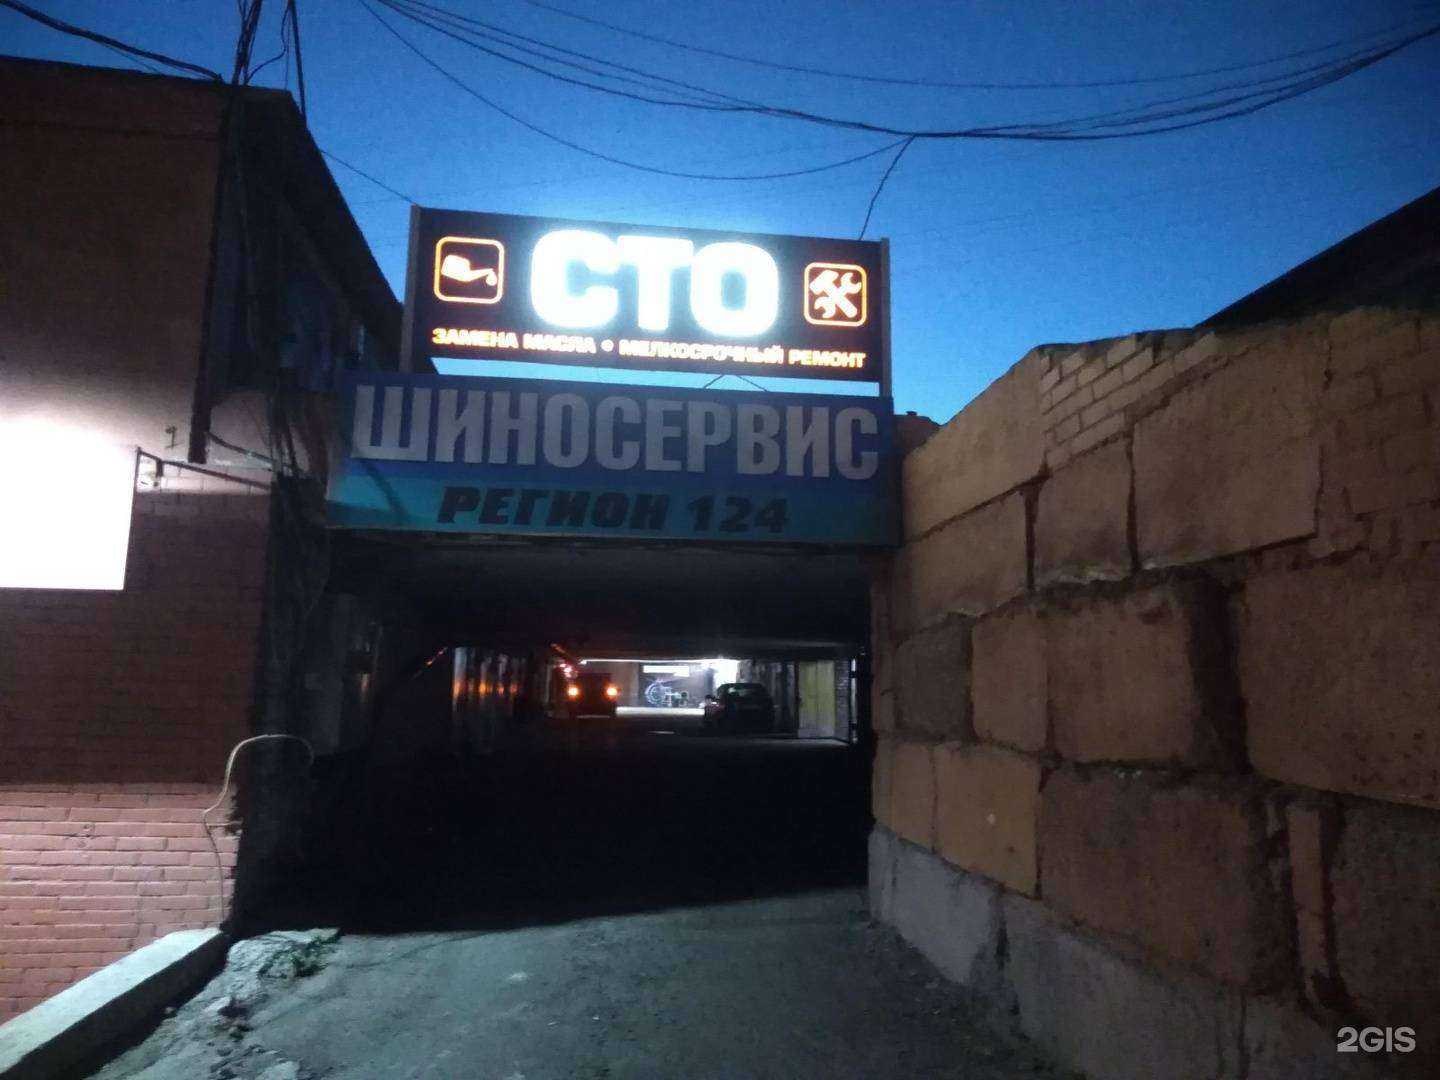 СТО
ЗАМЕНА МАСЛА • МЕЛКОСРОЧНЫЙ РЕМОНТ
ШИНОСЕРВИС
РЕГИОН 124
2GIS